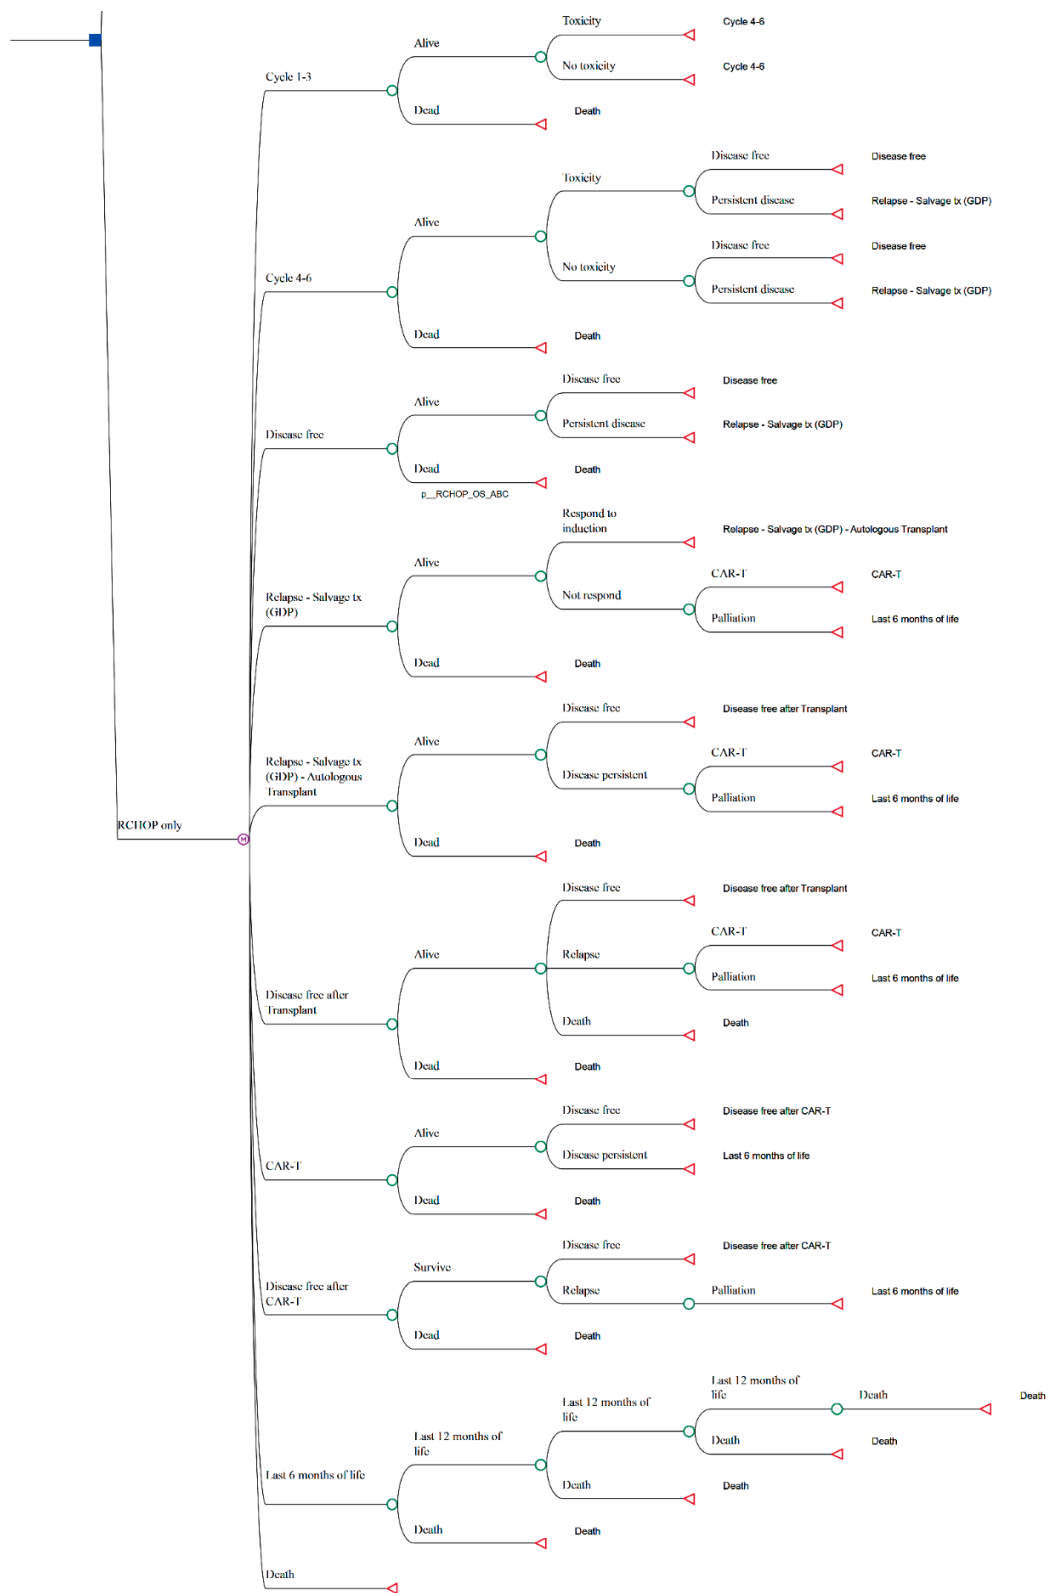 Toxicity
Cycle 4-6
Alive
No toxicity
Cycle 4-6
Cycle 1-3
Dead
Death
Disease free
Disease free
Toxicity
Persistent disease
Relapse - Salvage tx (GDP)
Alive
Disease free
Disease free
No toxicity
Cycle 4-6
Persistent disease
Relapse - Salvage tx (GDP)
Dead
Death
Disease free
Disease free
Alive
Persistent disease
Relapse - Salvage tx (GDP)
Disease free
Dead
Death
p__RCHOP_OS_ABC
Respond to
induction
Relapse - Salvage tx (GDP) - Autologous Transplant
Alive
CAR-T
CAR-T
Not respond
Relapse - Salvage tx
(GDP)
Palliation
Last 6 months of life
Dead
Death
Disease free
Disease free after Transplant
Alive
CAR-T
CAR-T
Relapse - Salvage tx
(GDP) - Autologous
Transplant
Disease persistent
Palliation
Last 6 months of life
RCHOP only
M
Dead
Death
Disease free
Disease free after Transplant
CAR-T
CAR-T
Alive
Relapse
Palliation
Last 6 months of life
Disease free after
Transplant
Death
Death
Dead
Death
Disease free
Disease free after CAR-T
Alive
Disease persistent
Last 6 months of life
CAR-T
Dead
Death
Disease free
Disease free after CAR-T
Survive
Relapse
Palliation
Last 6 months of life
Disease free after
CAR-T
Dead
Death
Last 12 months of
life
Death
Death
Last 12 months of
life
Death
Death
Last 12 months of
life
Last 6 months of life
Death
Death
Death
Death
Death